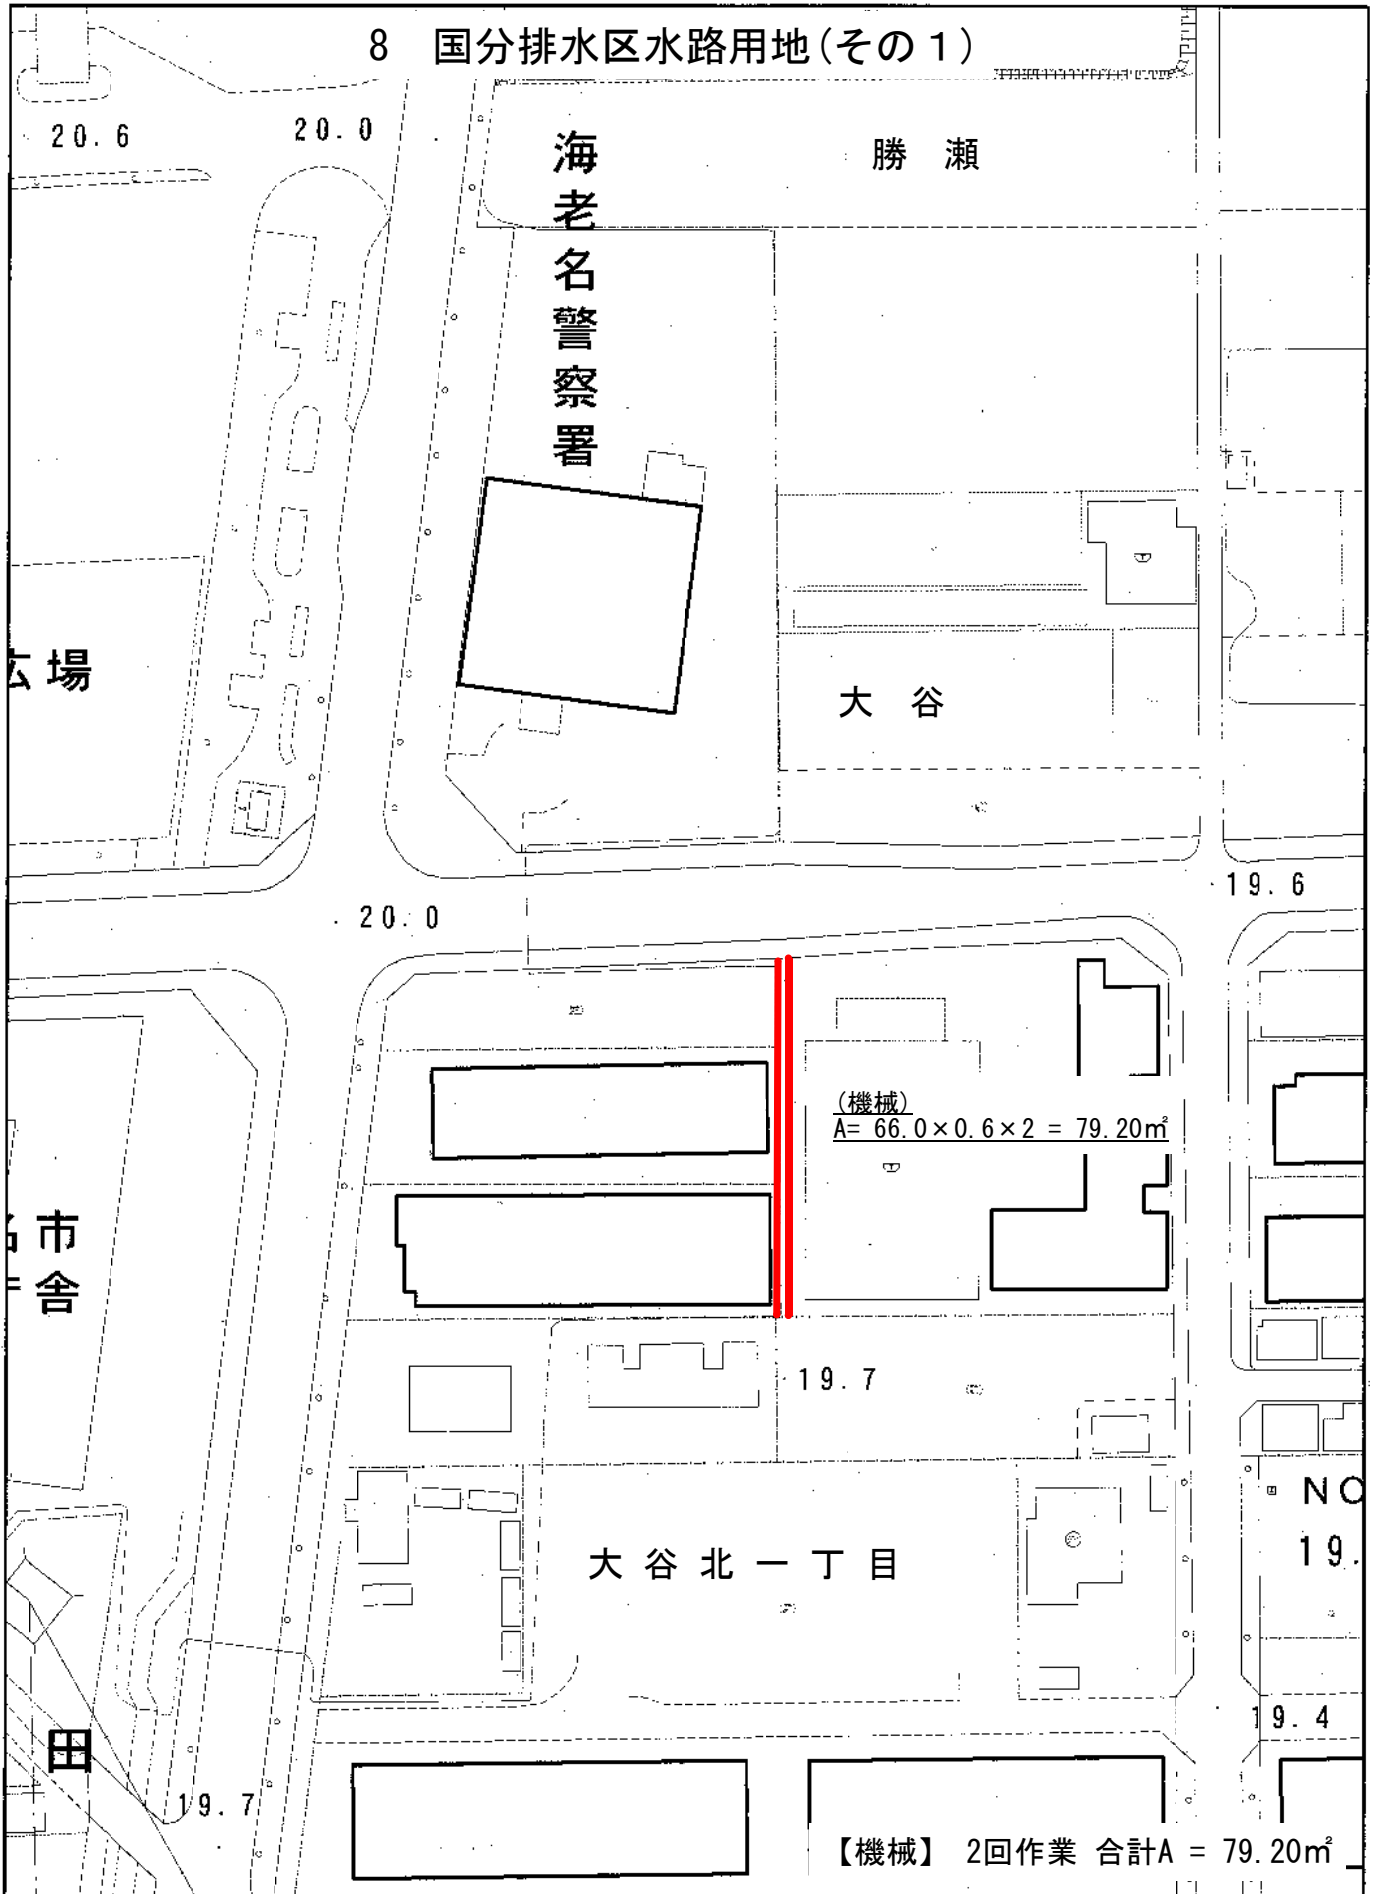 8 国分排水区水路用地(その1)
20.6
20.0
海老名警察署
勝瀬
広場
大谷
19.6
20.0
(機械)
A= 66.0×0.6×2 = 79.20㎡
市
舎
19.7
NO
19.
大谷北一丁目
19.4
田
19.7
【機械】 2回作業 合計A = 79.20㎡